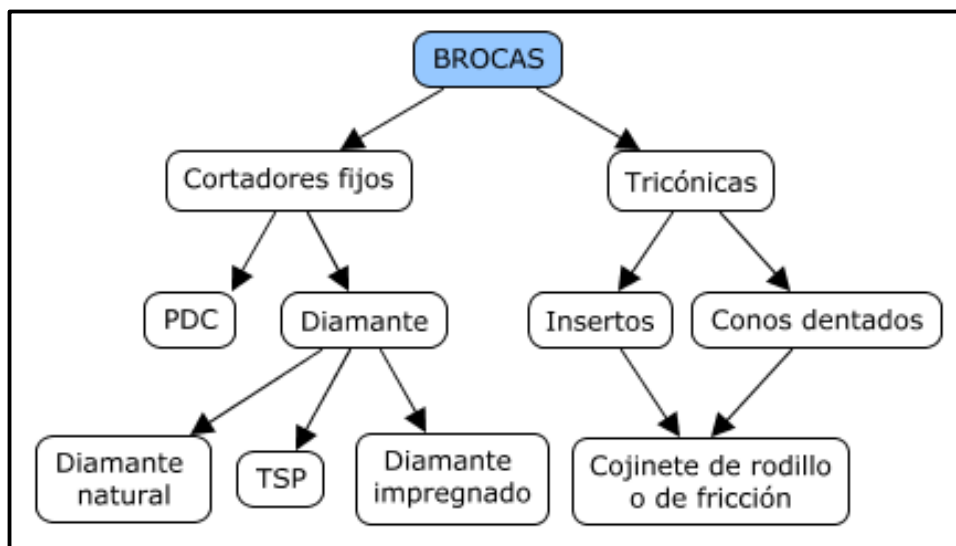 BROCAS
Cortadores fijos
Tricónicas
PDC
Diamante
Insertos
Conos dentados
Diamante
natural
TSP
Diamante
impregnado
Cojinete de rodillo
o de fricción